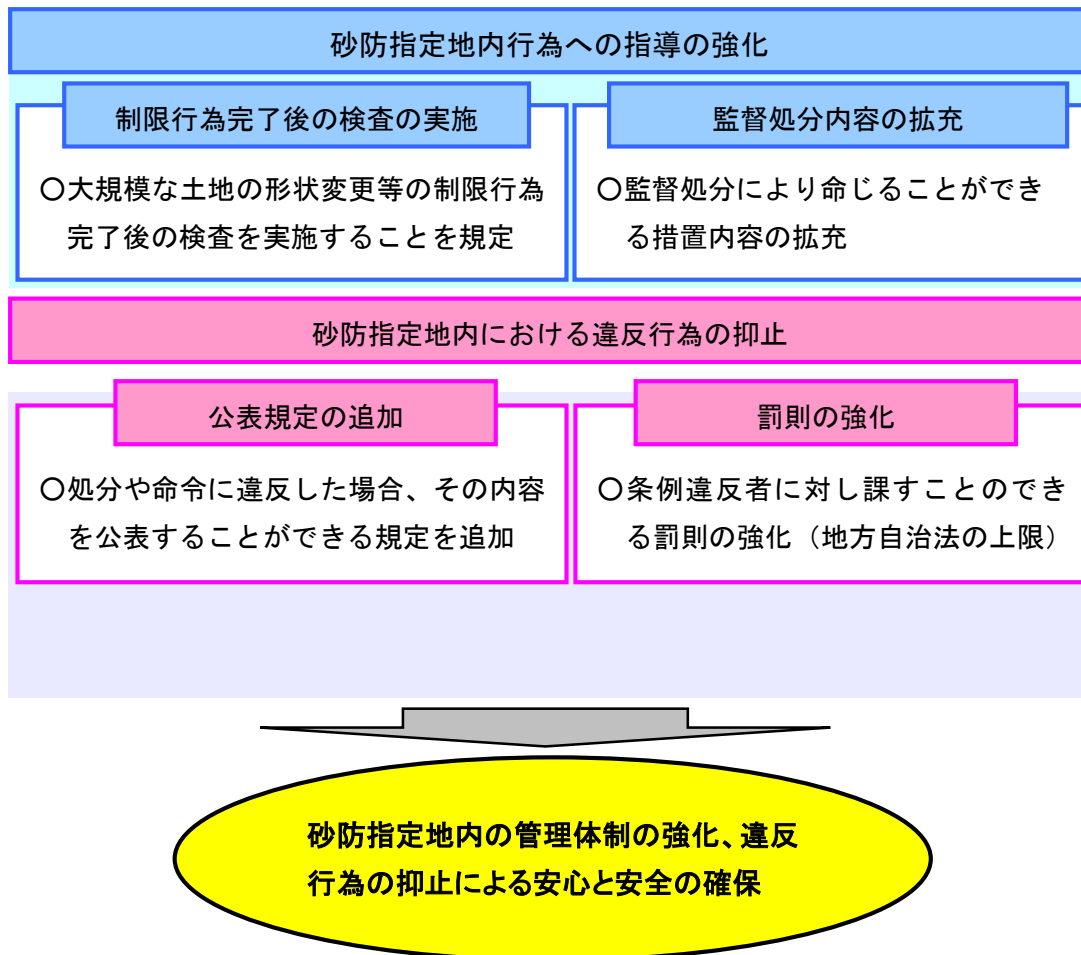 砂防指定地内行為への指導の強化
制限行為完了後の検査の実施
〇大規模な土地の形状変更等の制限行為
完了後の検査を実施することを規定
監督処分内容の拡充
〇監督処分により命じることができ
る措置内容の拡充
砂防指定地内における違反行為の抑止
公表規定の追加
〇処分や命令に違反した場合、その内容
を公表することができる規定を追加
罰則の強化
〇条例違反者に対し課すことのでき
る罰則の強化（地方自治法の上限）
砂防指定地内の管理体制の強化、違反
行為の抑止による安心と安全の確保